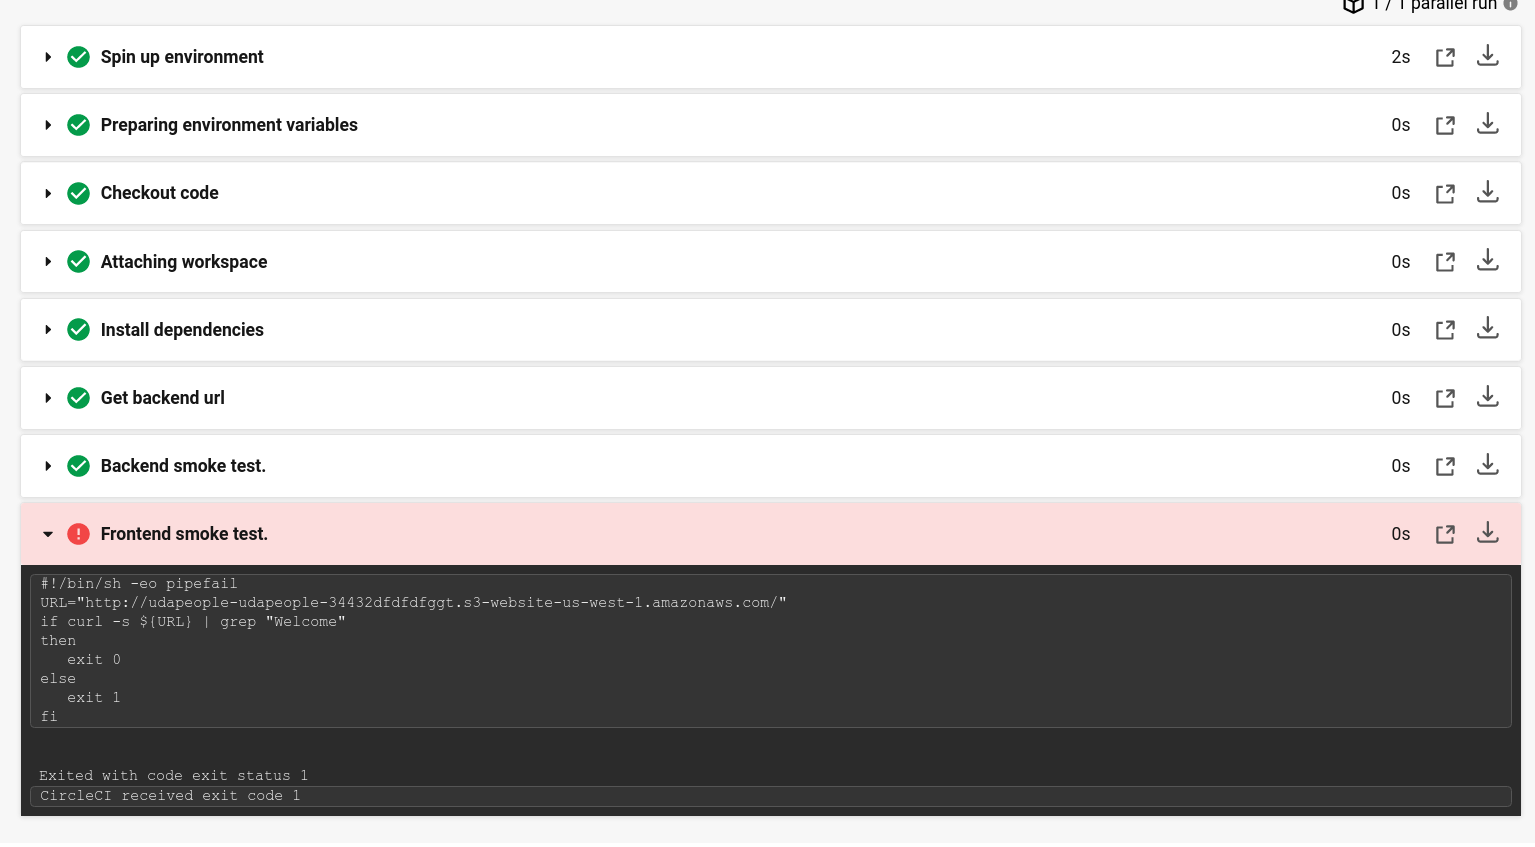 1 / 1 parallel run
Spin up environment 2s
Preparing environment variables 0s
Checkout code 0s
Attaching workspace 0s
Install dependencies 0s
Get backend url 0s
Backend smoke test. 0s
Frontend smoke test. 0s
#!/bin/sh -eo pipefail
URL="http://udapeople-udapeople-34432dfdfdfggt.s3-website-us-west-1.amazonaws.com/"
if curl -s ${URL} | grep "Welcome"
then
   exit 0
else
   exit 1
fi
Exited with code exit status 1
CircleCI received exit code 1